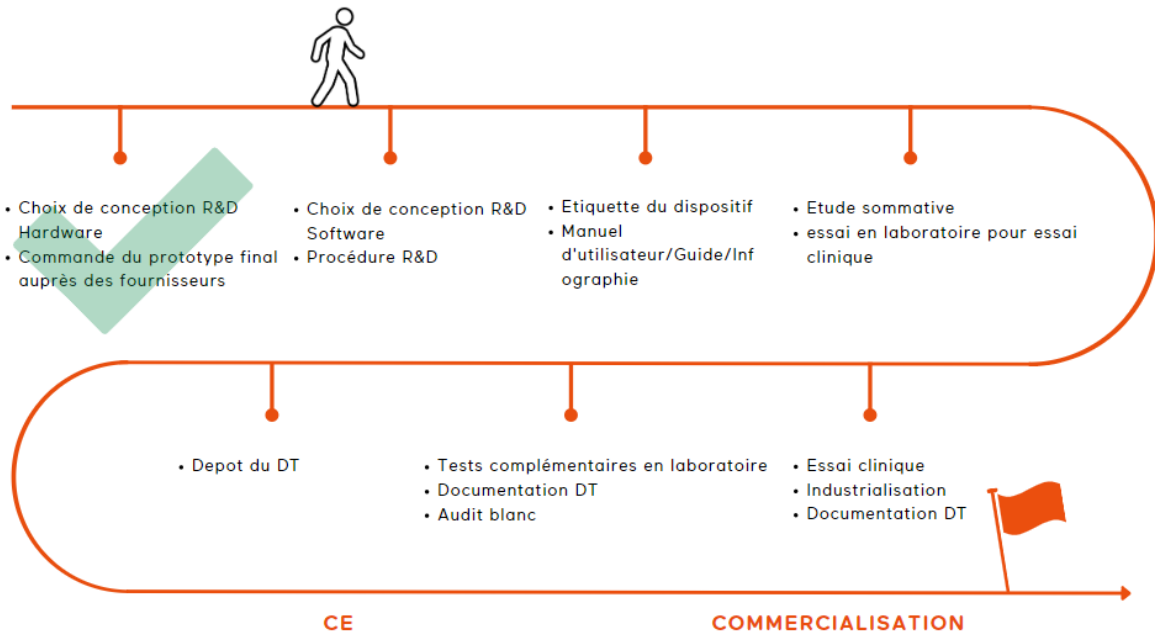 • Choix de conception R&D
Hardware
• Commande du prototype final
auprès des fournisseurs
• Choix de conception R&D
Software
• Procédure R&D
• Etiquette du dispositif
• Manuel
d'utilisateur/Guide/Inf
ographie
• Etude sommative
• essai en laboratoire pour essai
clinique
• Depot du DT
• Tests complémentaires en laboratoire
• Documentation DT
• Audit blanc
• Essai clinique
• Industrialisation
• Documentation DT
CE
COMMERCIALISATION